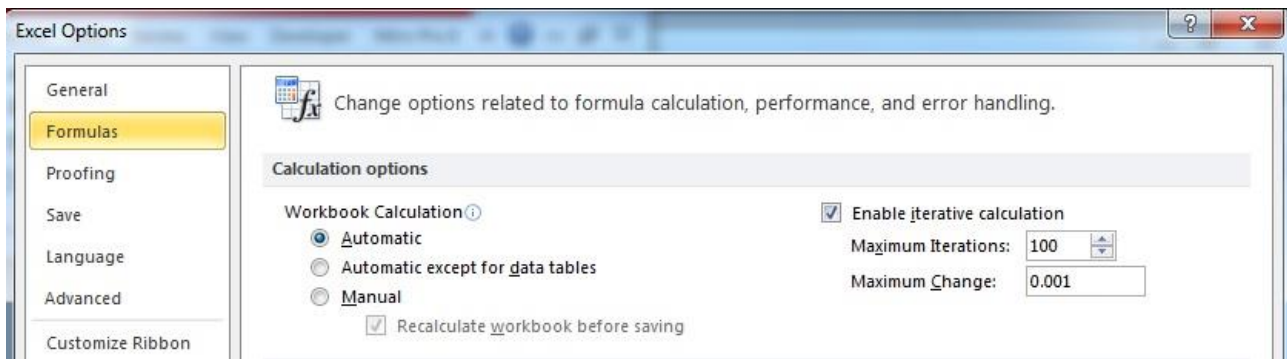 Excel Options
?
X
General
Formulas
Proofing
Save
Language
Advanced
Customize Ribbon
fx
Change options related to formula calculation, performance, and error handling.
Calculation options
Workbook Calculation
Automatic
Automatic except for data tables
Manual
Recalculate workbook before saving
Enable iterative calculation
Maximum Iterations: 100
Maximum Change: 0.001